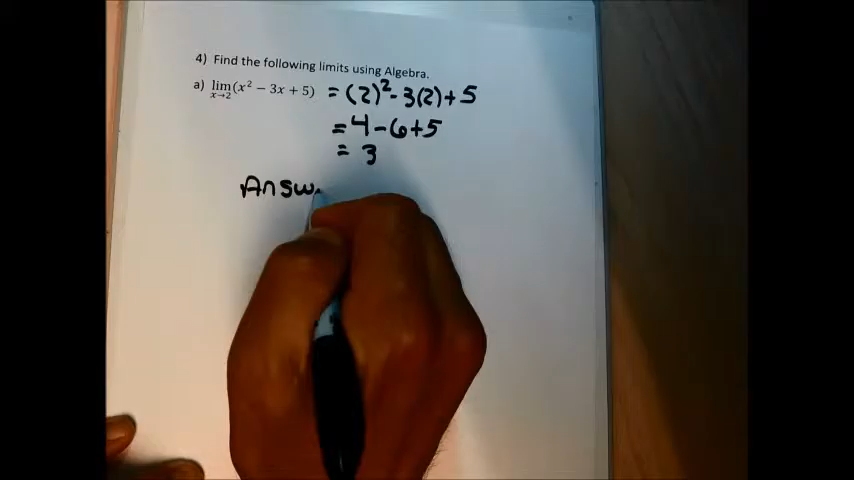 4) Find the following limits using Algebra.
a) lim x→2 (x² − 3x + 5) = (2)² - 3(2) + 5
= 4 - 6 + 5
= 3
Answ